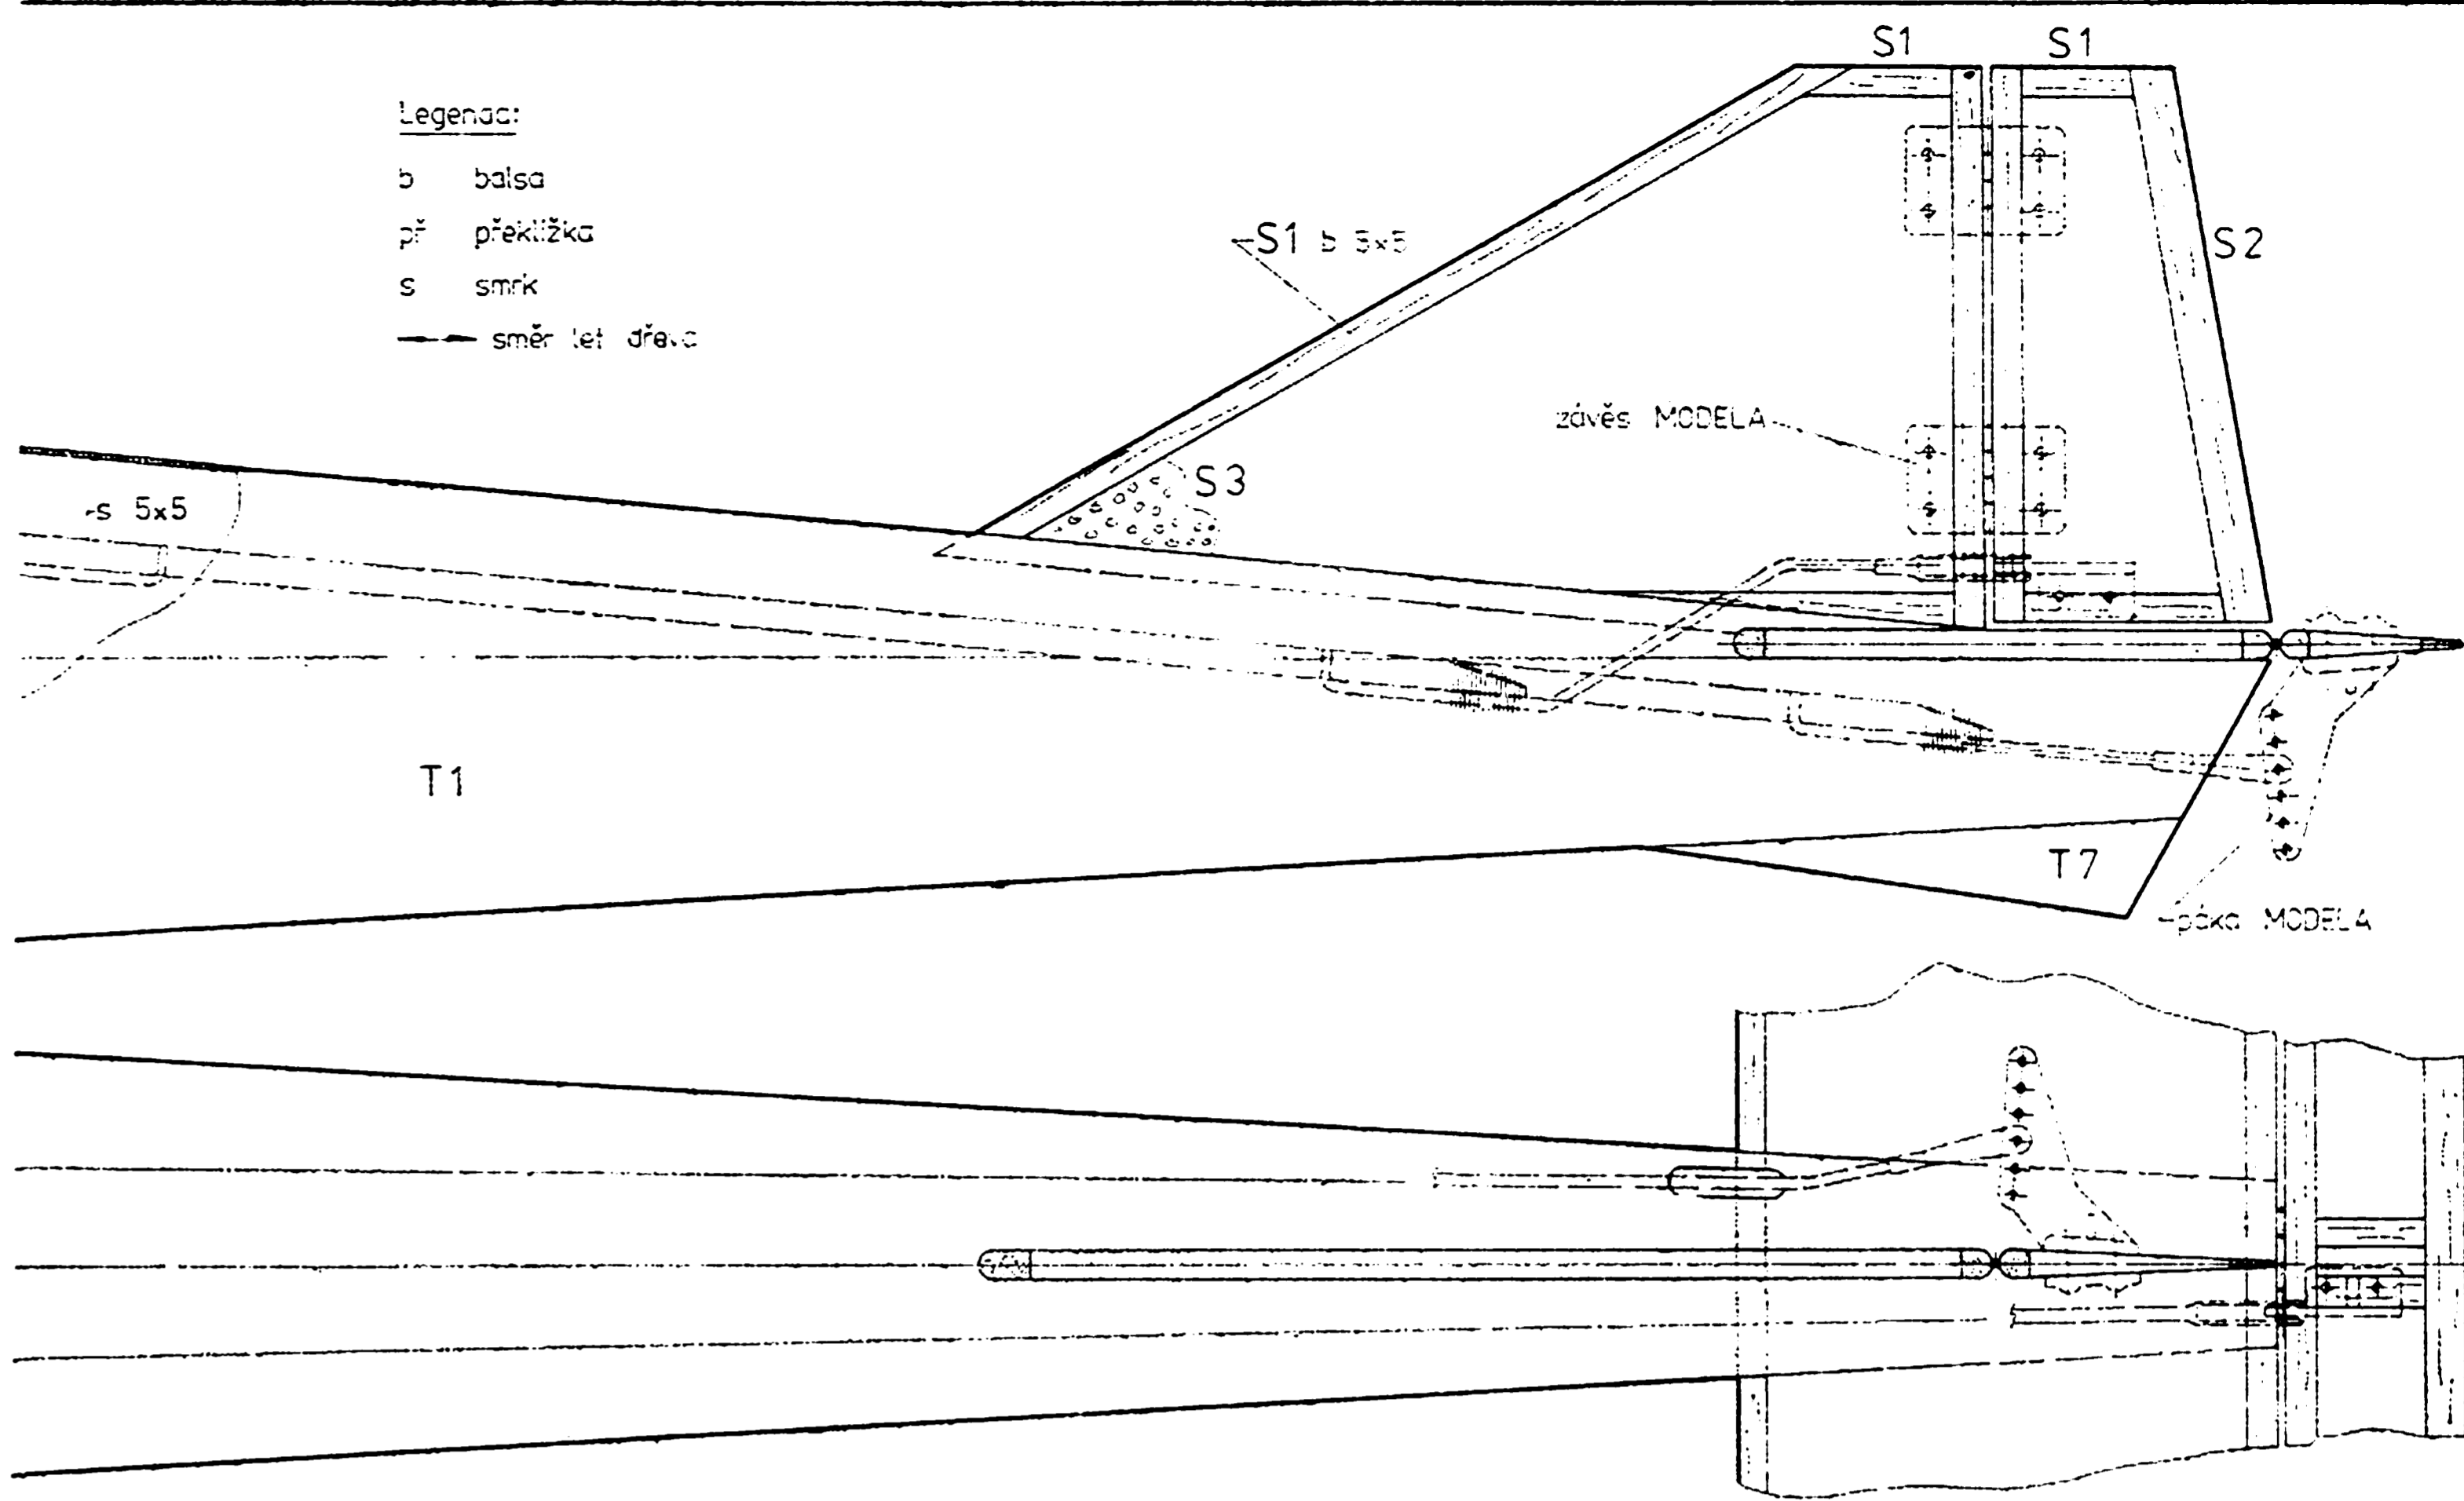 S1 S1
Legenda:
b balsa
př překližka
s smrk
směr let dřeva
S1 b 5x5
S2
závěs MODELA
S3
s 5x5
T1
T7
páka MODELA